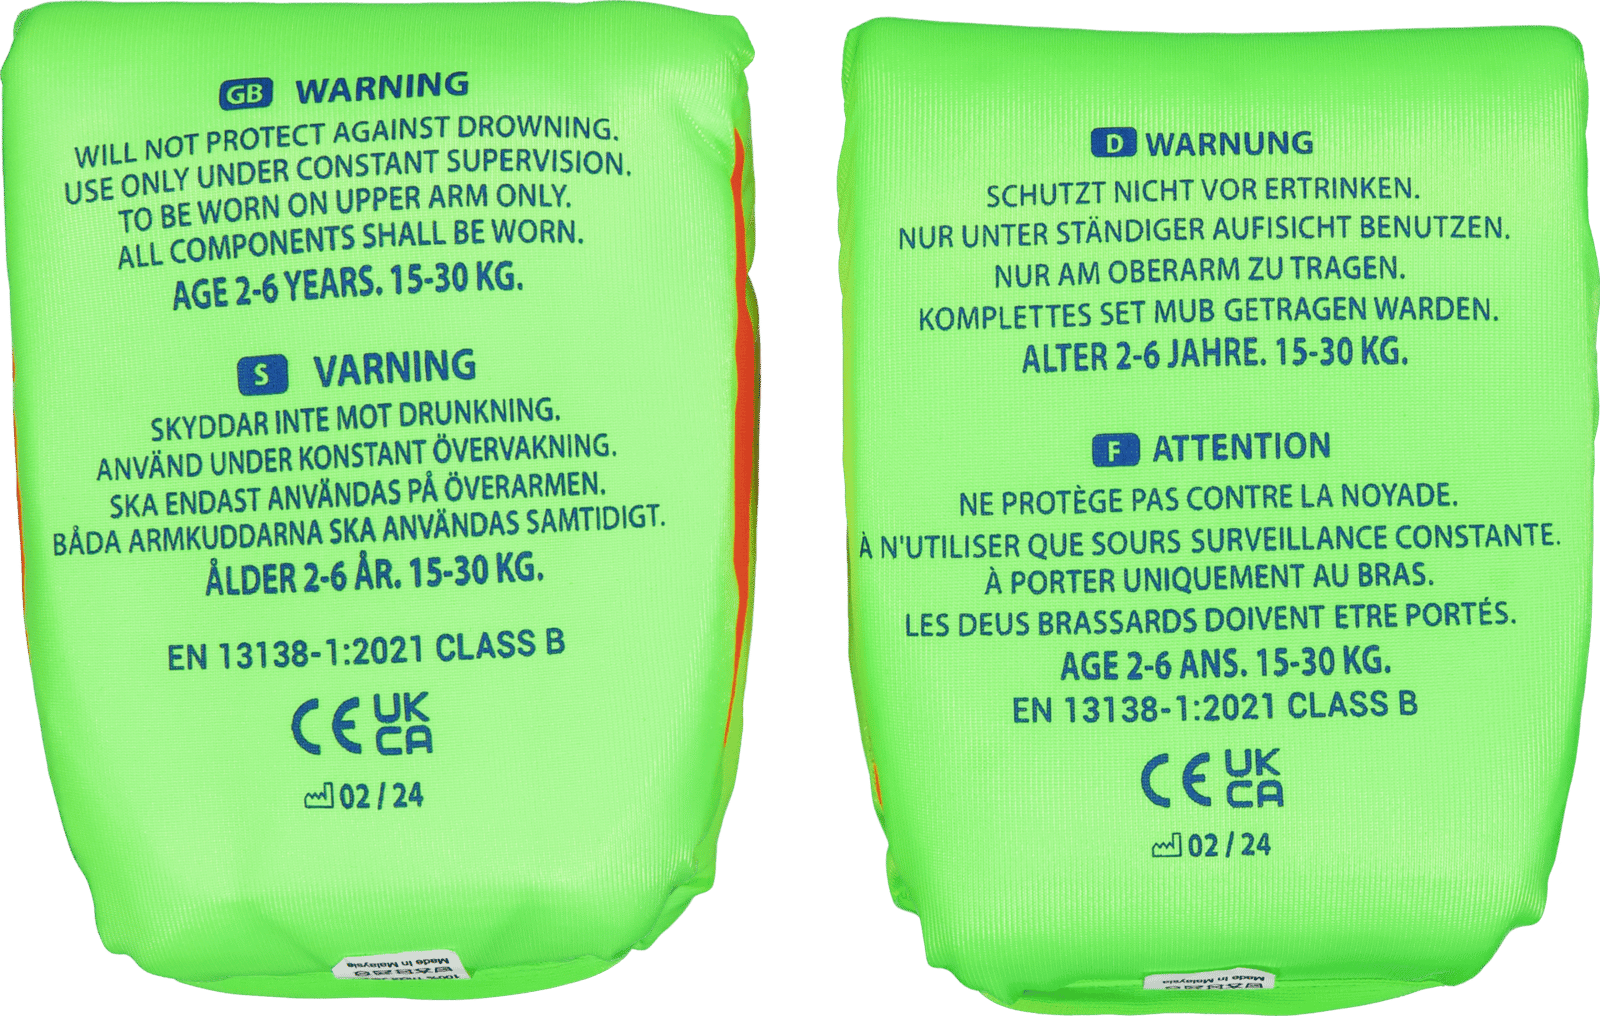 GB WARNING
WILL NOT PROTECT AGAINST DROWNING.
USE ONLY UNDER CONSTANT SUPERVISION.
TO BE WORN ON UPPER ARM ONLY.
ALL COMPONENTS SHALL BE WORN.
AGE 2-6 YEARS. 15-30 KG.
S VARNING
SKYDDAR INTE MOT DRUNKNING.
ANVÄND UNDER KONSTANT ÖVERVAKNING.
SKA ENDAST ANVÄNDAS PÅ ÖVERARMEN.
BÅDA ARMKUDDARNA SKA ANVÄNDAS SAMTIDIGT.
ÅLDER 2-6 ÅR. 15-30 KG.
EN 13138-1:2021 CLASS B
CE UK
CA
02 / 24
Made In Malaysia
D WARNUNG
SCHUTZT NICHT VOR ERTRINKEN.
NUR UNTER STÄNDIGER AUFISICHT BENUTZEN.
NUR AM OBERARM ZU TRAGEN.
KOMPLETTES SET MUB GETRAGEN WARDEN.
ALTER 2-6 JAHRE. 15-30 KG.
F ATTENTION
NE PROTÈGE PAS CONTRE LA NOYADE.
À N'UTILISER QUE SOURS SURVEILLANCE CONSTANTE.
À PORTER UNIQUEMENT AU BRAS.
LES DEUS BRASSARDS DOIVENT ETRE PORTÉS.
AGE 2-6 ANS. 15-30 KG.
EN 13138-1:2021 CLASS B
CE UK
CA
02 / 24
Made In Malaysia